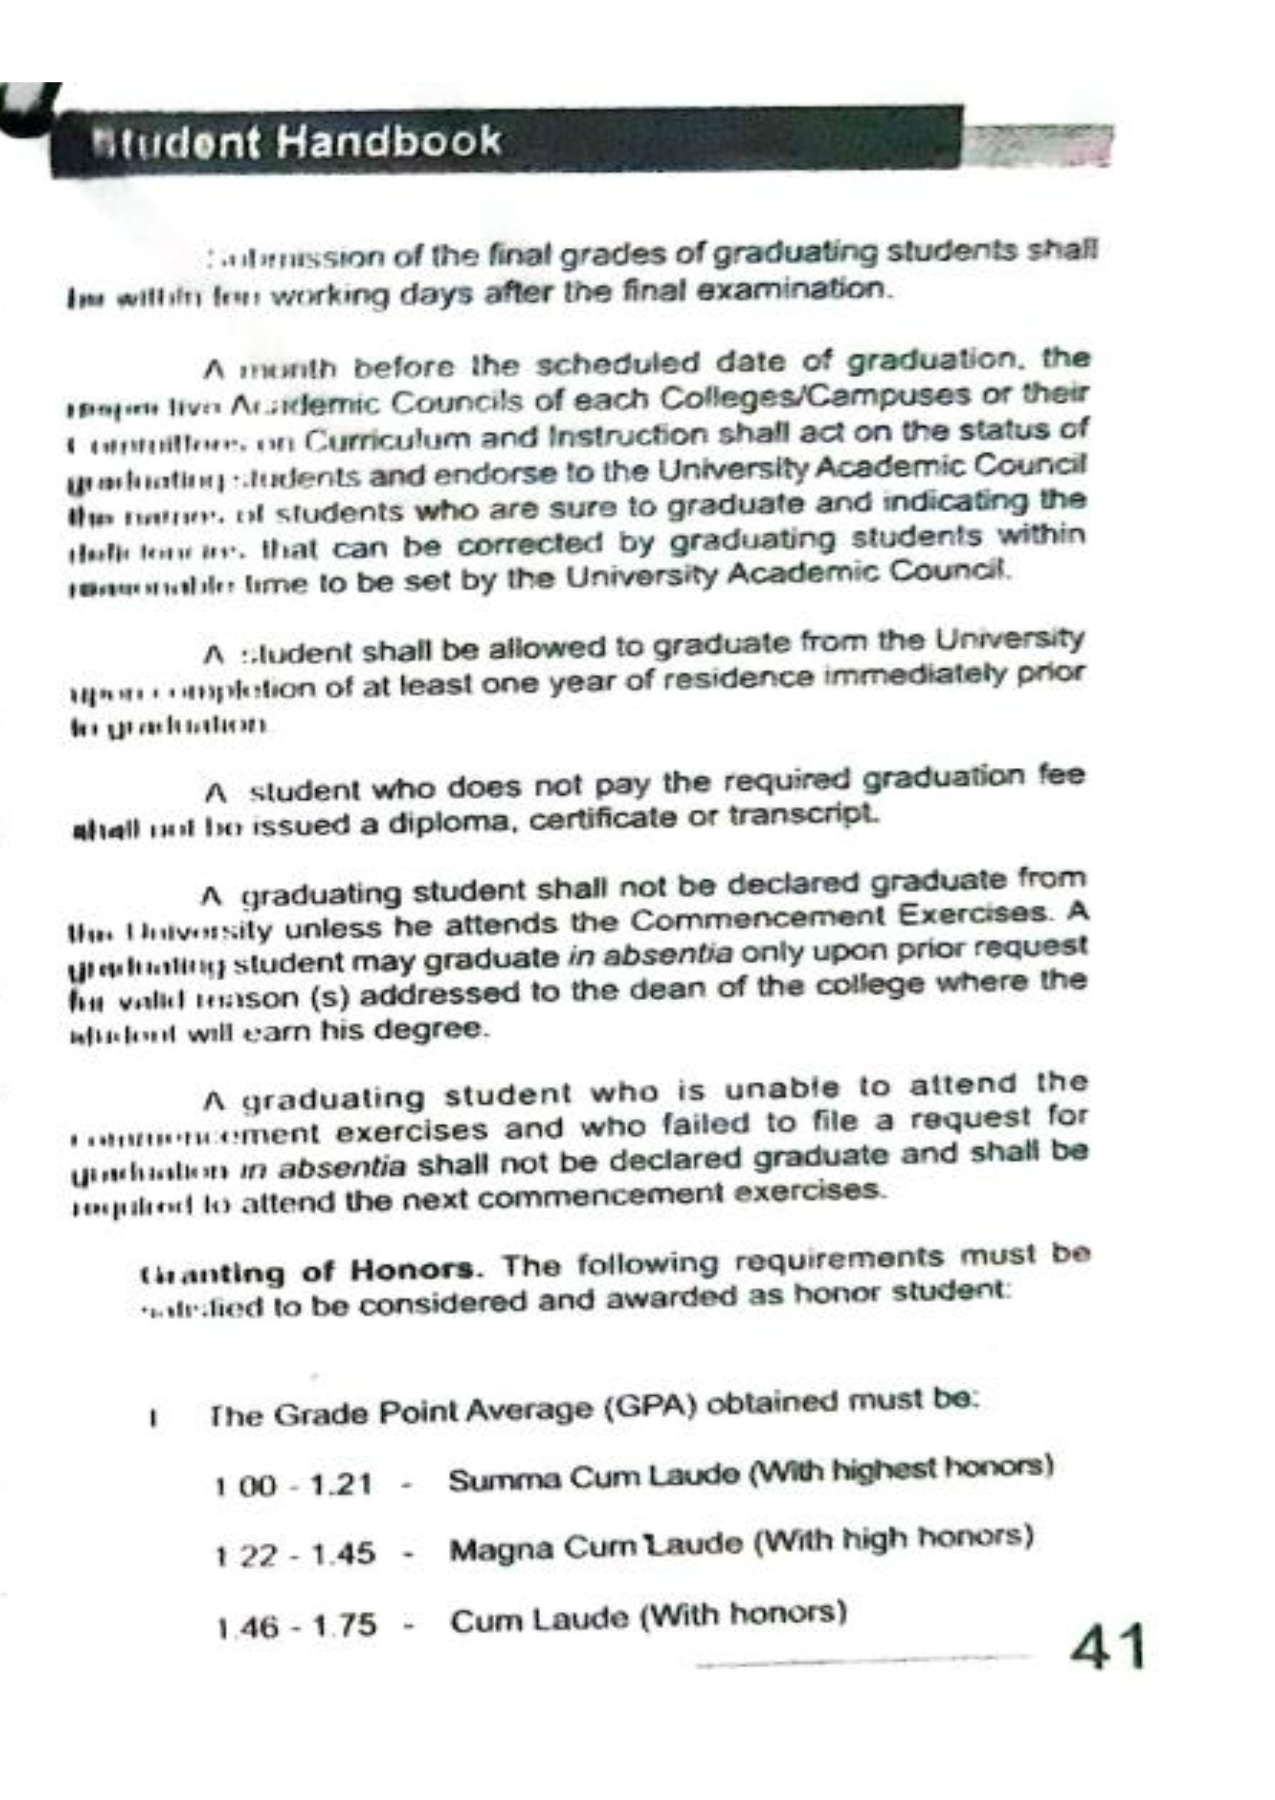 Student Handbook
Submission of the final grades of graduating students shall
be within working days after the final examination.
A month before the scheduled date of graduation, the
respective Academic Councils of each Colleges/Campuses or their
Committees on Curriculum and Instruction shall act on the status of
graduating students and endorse to the University Academic Council
the names of students who are sure to graduate and indicating the
deficiencies that can be corrected by graduating students within
reasonable time to be set by the University Academic Council.
A student shall be allowed to graduate from the University
upon completion of at least one year of residence immediately prior
to graduation
A student who does not pay the required graduation fee
shall not be issued a diploma, certificate or transcript.
A graduating student shall not be declared graduate from
the University unless he attends the Commencement Exercises. A
graduating student may graduate in absentia only upon prior request
for valid reason (s) addressed to the dean of the college where the
student will earn his degree.
A graduating student who is unable to attend the
commencement exercises and who failed to file a request for
graduation in absentia shall not be declared graduate and shall be
required to attend the next commencement exercises.
Granting of Honors. The following requirements must be
satisfied to be considered and awarded as honor student:
1 The Grade Point Average (GPA) obtained must be:
1.00 - 1.21 - Summa Cum Laude (With highest honors)
1.22 - 1.45 - Magna Cum Laude (With high honors)
1.46 - 1.75 - Cum Laude (With honors)
41